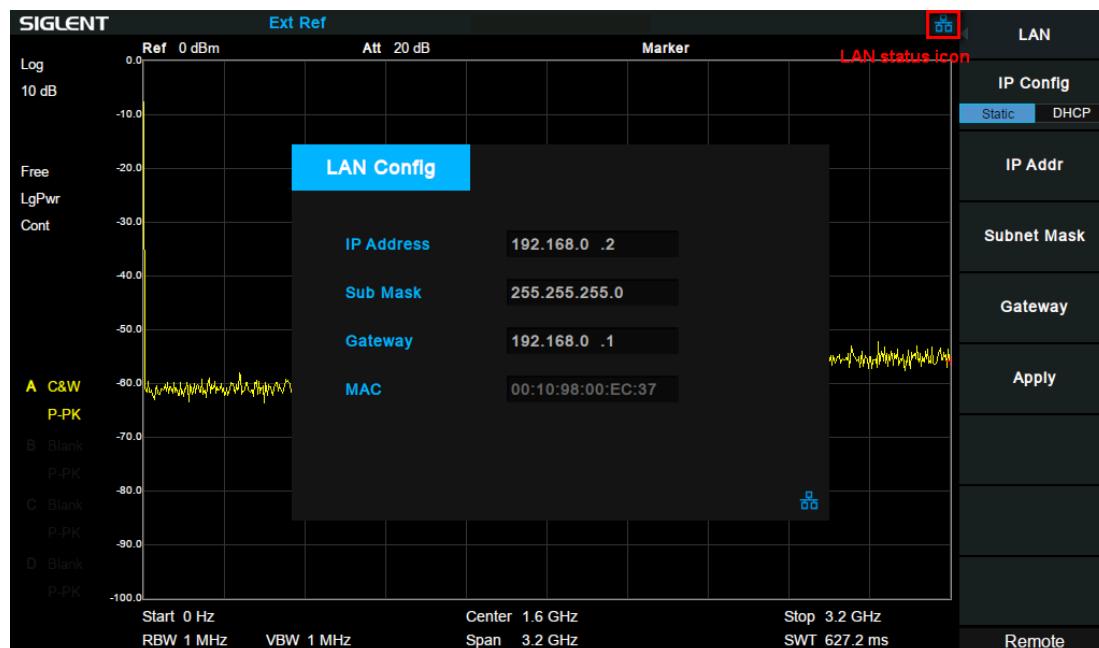 SIGLENT Ext Ref LAN
Ref 0 dBm Att 20 dB Marker LAN status icon
Log
10 dB
Free
LgPwr
Cont
A C&W
P-PK
B Blank
P-PK
C Blank
P-PK
D Blank
P-PK
0.0
-10.0
-20.0
-30.0
-40.0
-50.0
-60.0
-70.0
-80.0
-90.0
-100.0
LAN Config
IP Address 192.168.0 .2
Sub Mask 255.255.255.0
Gateway 192.168.0 .1
MAC 00:10:98:00:EC:37
IP Config
Static DHCP
IP Addr
Subnet Mask
Gateway
Apply
Start 0 Hz Center 1.6 GHz Stop 3.2 GHz
RBW 1 MHz VBW 1 MHz Span 3.2 GHz SWT 627.2 ms Remote